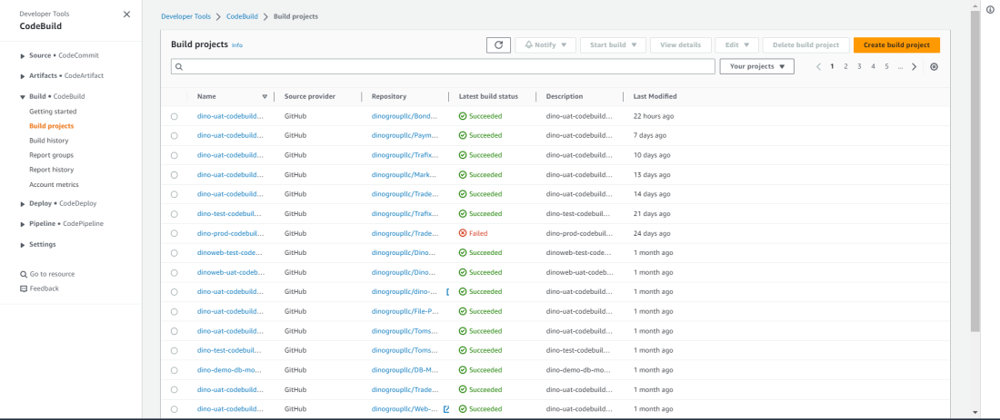 Developer Tools
CodeBuild
Source • CodeCommit
Artifacts • CodeArtifact
Build • CodeBuild
Getting started
Build projects
Build history
Report groups
Report history
Account metrics
Deploy • CodeDeploy
Pipeline • CodePipeline
Settings
Go to resource
Feedback
Developer Tools > CodeBuild > Build projects
Build projects Info
Notify Start build View details Edit Delete build project Create build project
Your projects 1 2 3 4 5 ...
Name Source provider Repository Latest build status Description Last Modified
dino-uat-codebuild... GitHub dinogroupllc/Bond... Succeeded dino-uat-codebuild... 22 hours ago
dino-uat-codebuild... GitHub dinogroupllc/Paym... Succeeded dino-uat-codebuild... 7 days ago
dino-uat-codebuild... GitHub dinogroupllc/Trafix... Succeeded dino-uat-codebuild... 10 days ago
dino-uat-codebuild... GitHub dinogroupllc/Mark... Succeeded dino-uat-codebuild... 13 days ago
dino-uat-codebuild... GitHub dinogroupllc/Trade... Succeeded dino-uat-codebuild... 14 days ago
dino-test-codebuil... GitHub dinogroupllc/Trafix... Succeeded dino-test-codebuil... 21 days ago
dino-prod-codebuil... GitHub dinogroupllc/Trade... Failed dino-prod-codebuil... 24 days ago
dinoweb-test-code... GitHub dinogroupllc/Dino... Succeeded dinoweb-test-code... 1 month ago
dinoweb-uat-codeb... GitHub dinogroupllc/Dino... Succeeded dinoweb-uat-codeb... 1 month ago
dino-uat-codebuild... GitHub dinogroupllc/dino-... Succeeded dino-uat-codebuild... 1 month ago
dino-uat-codebuild... GitHub dinogroupllc/File-P... Succeeded dino-uat-codebuild... 1 month ago
dino-uat-codebuild... GitHub dinogroupllc/Toms... Succeeded dino-uat-codebuild... 1 month ago
dino-test-codebuil... GitHub dinogroupllc/Toms... Succeeded dino-test-codebuil... 1 month ago
dino-demo-db-mo... GitHub dinogroupllc/DB-M... Succeeded dino-demo-db-mo... 1 month ago
dino-uat-codebuild... GitHub dinogroupllc/Trade... Succeeded dino-uat-codebuild... 1 month ago
dino-uat-codebuild... GitHub dinogroupllc/Web-... Succeeded dino-uat-codebuild... 1 month ago